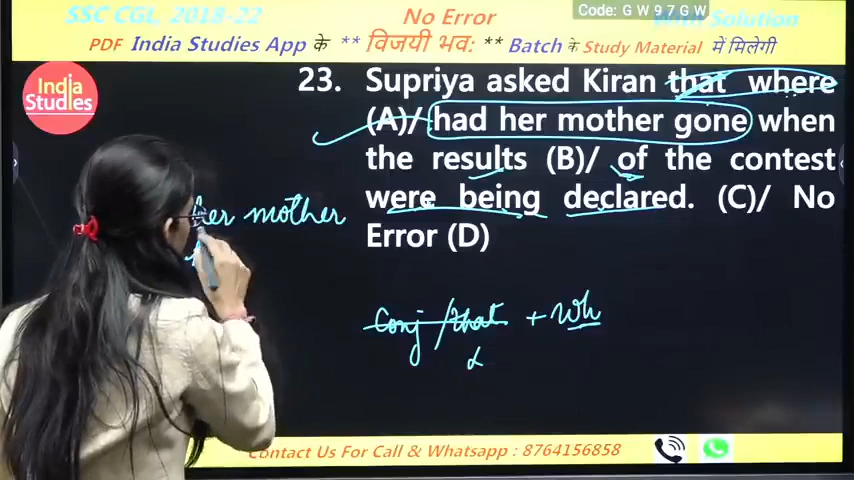 SSC CGL 2018-22
No Error
Code: G W 9 7 G W
With Solution
PDF India Studies App के ** विजयी भव: ** Batch के Study Material में मिलेगी
India
Studies
23. Supriya asked Kiran that where
(A)/ had her mother gone when
the results (B)/ of the contest
were being declared. (C)/ No
Error (D)
her mother
Conj/that + Wh
Contact Us For Call & Whatsapp : 8764156858